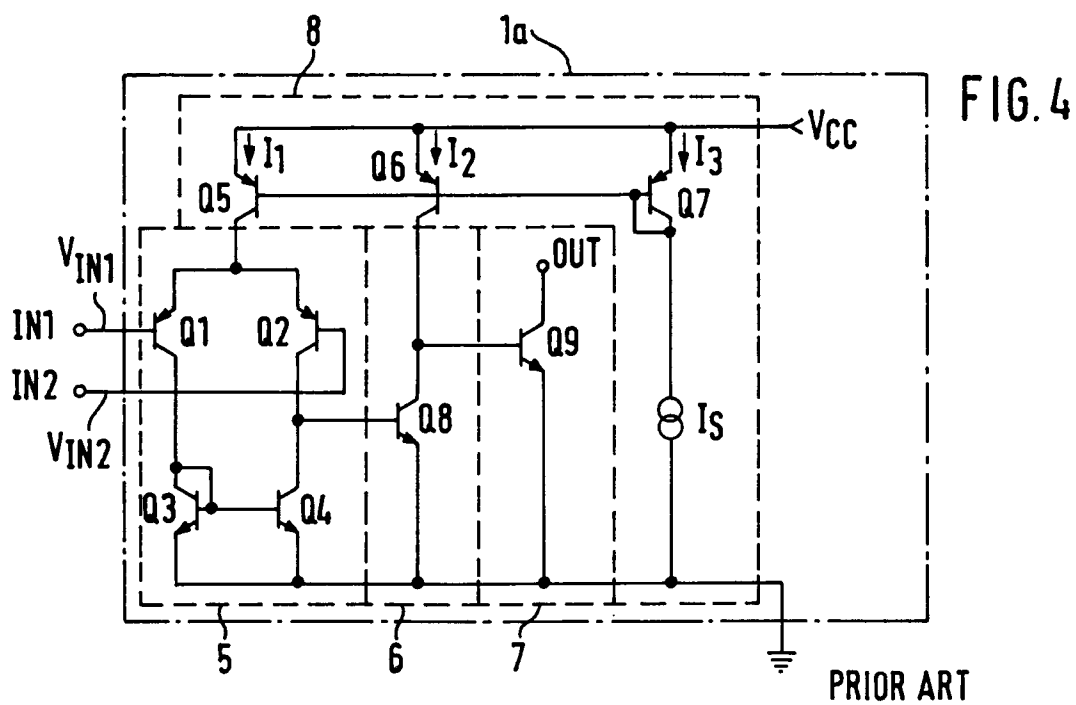 8
1a
FIG. 4
VCC
I1
Q6
I2
I3
Q5
Q7
VIN1
OUT
IN1
Q1
Q2
Q9
IN2
VIN2
Q8
IS
Q3
Q4
5
6
7
PRIOR ART